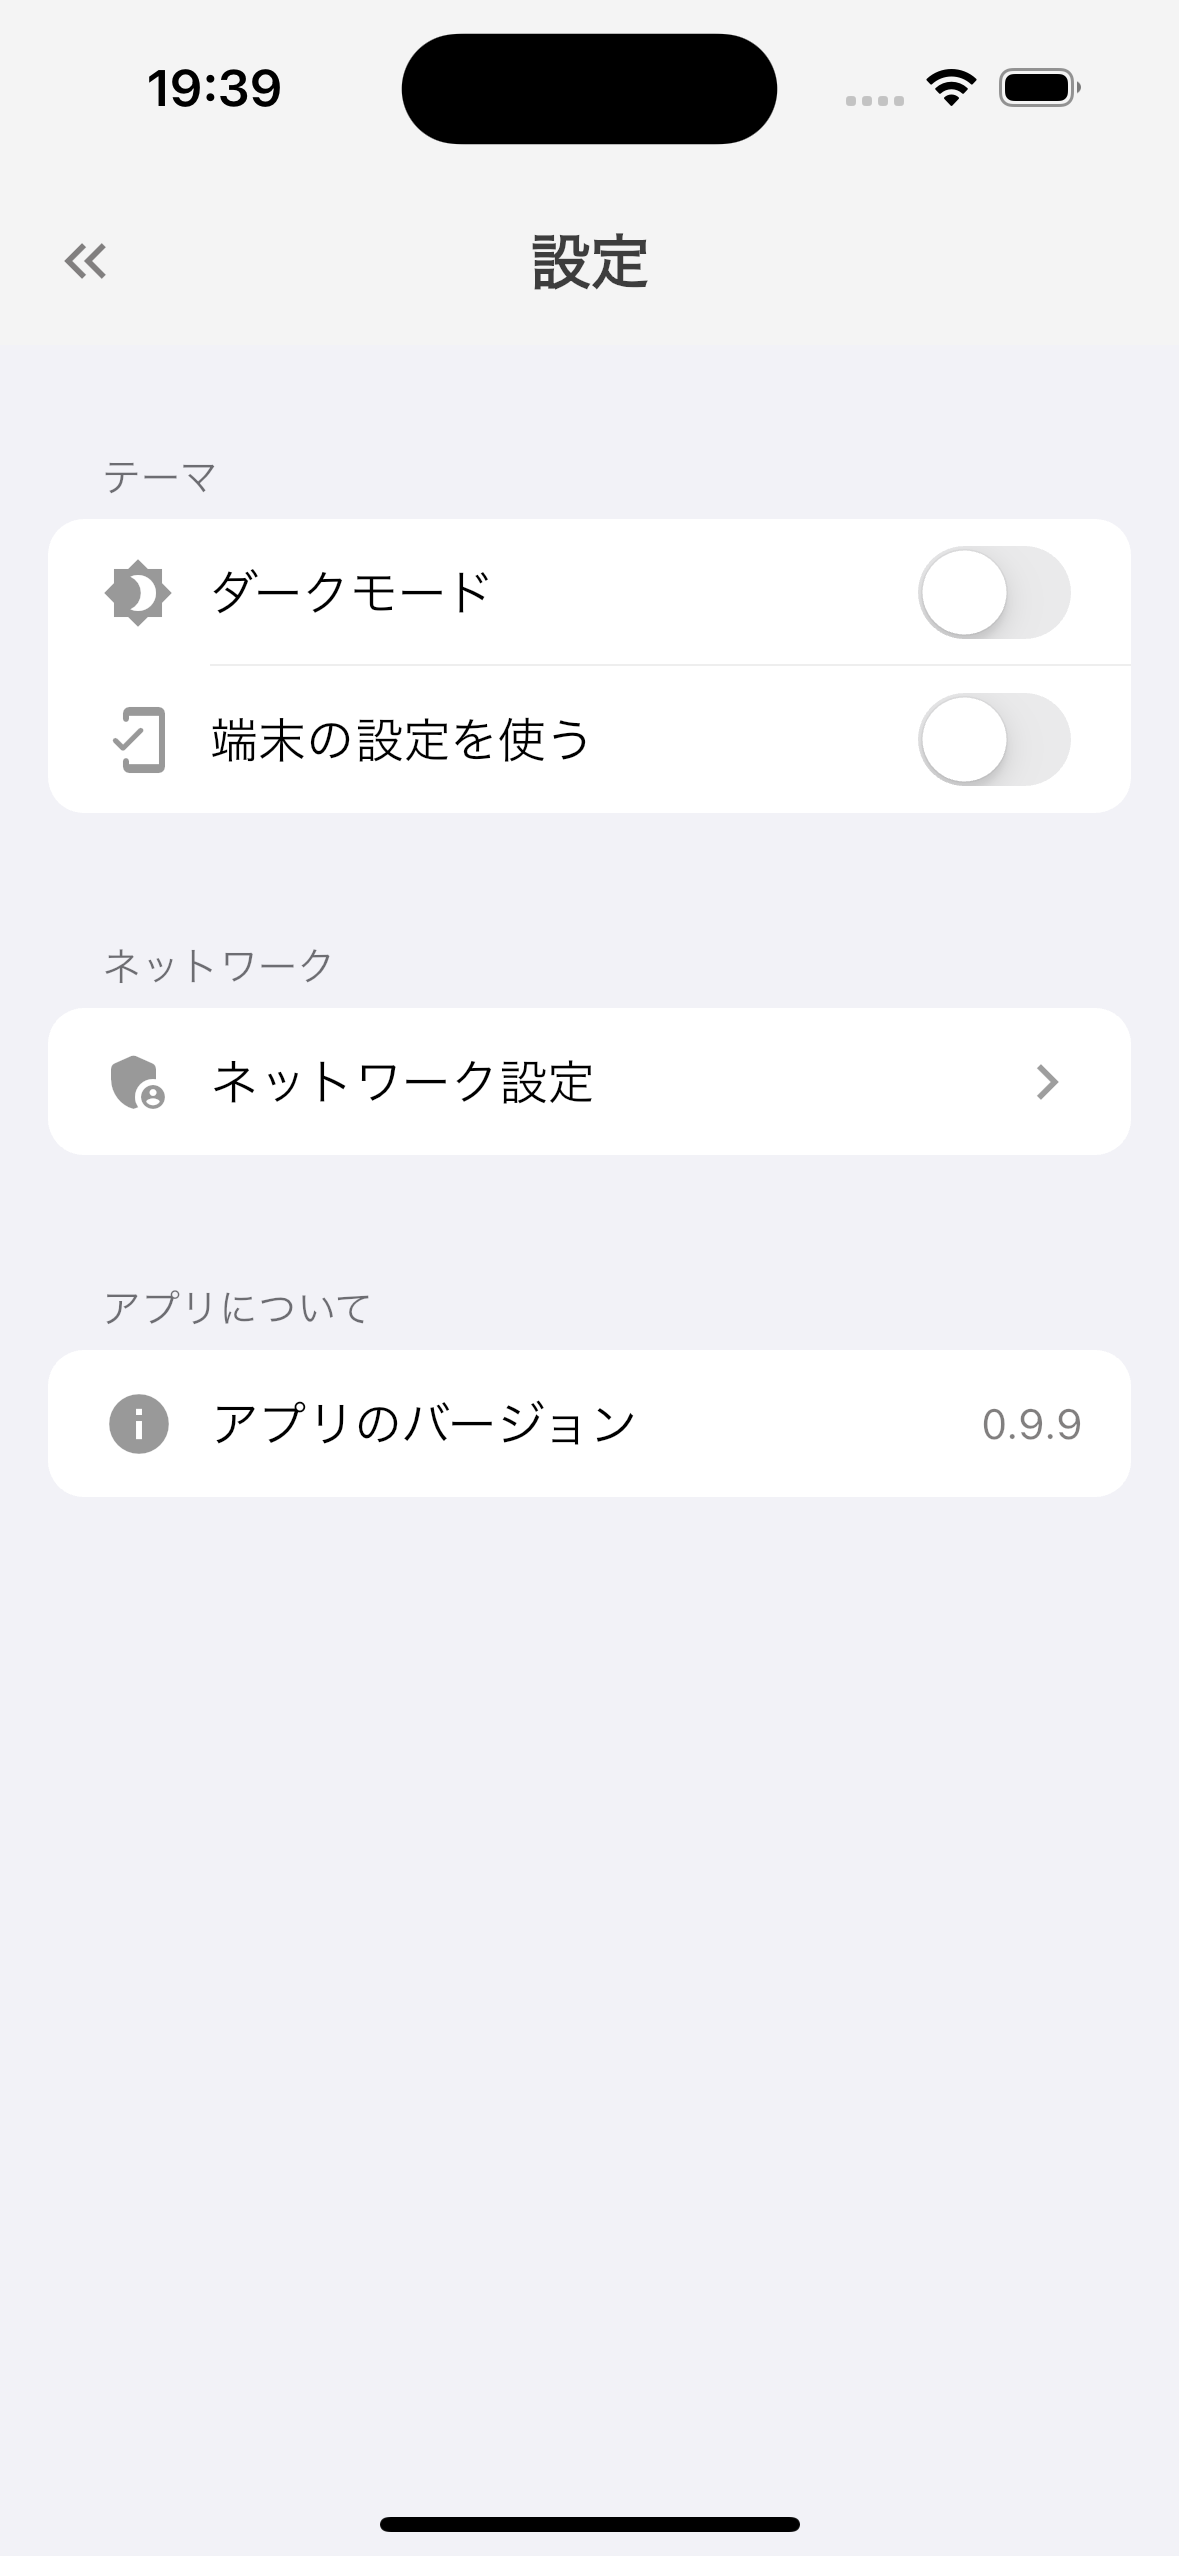 19:39
設定
テーマ
ダークモード
端末の設定を使う
ネットワーク
ネットワーク設定
アプリについて
アプリのバージョン 0.9.9